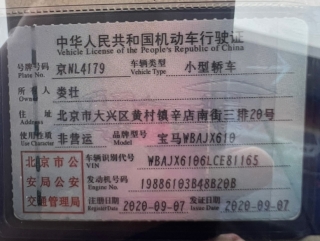 中华人民共和国机动车行驶证
Vehicle License of the People's Republic of China
号牌号码 京NL4179 车辆类型 小型轿车
Plate No. Vehicle Type
所有人 娄壮
Owner
住址 北京市大兴区黄村镇辛店南街三排20号
Address
使用性质 非营运 品牌型号 宝马WBAJX610
Use Character Model
北京市公 车辆识别代号 WBAJX6106LCE81165
VIN
安局公安 发动机号码 19886103B48B20B
Engine No.
交通管理局 注册日期 2020-09-07 发证日期 2020-09-07
Register Date Issue Date